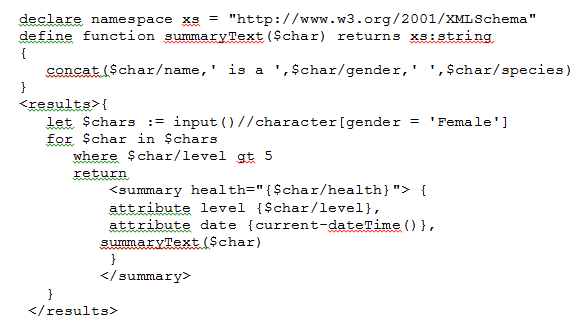 declare namespace xs = "http://www.w3.org/2001/XMLSchema"
define function summaryText($char) returns xs:string
{
concat($char/name,' is a ',$char/gender,' ',$char/species)
}
<results>{
let $chars := input()//character[gender = 'Female']
for $char in $chars
where $char/level gt 5
return
<summary health="{$char/health}"> {
attribute level {$char/level},
attribute date {current-dateTime()},
summaryText($char)
}
</summary>
}
</results>